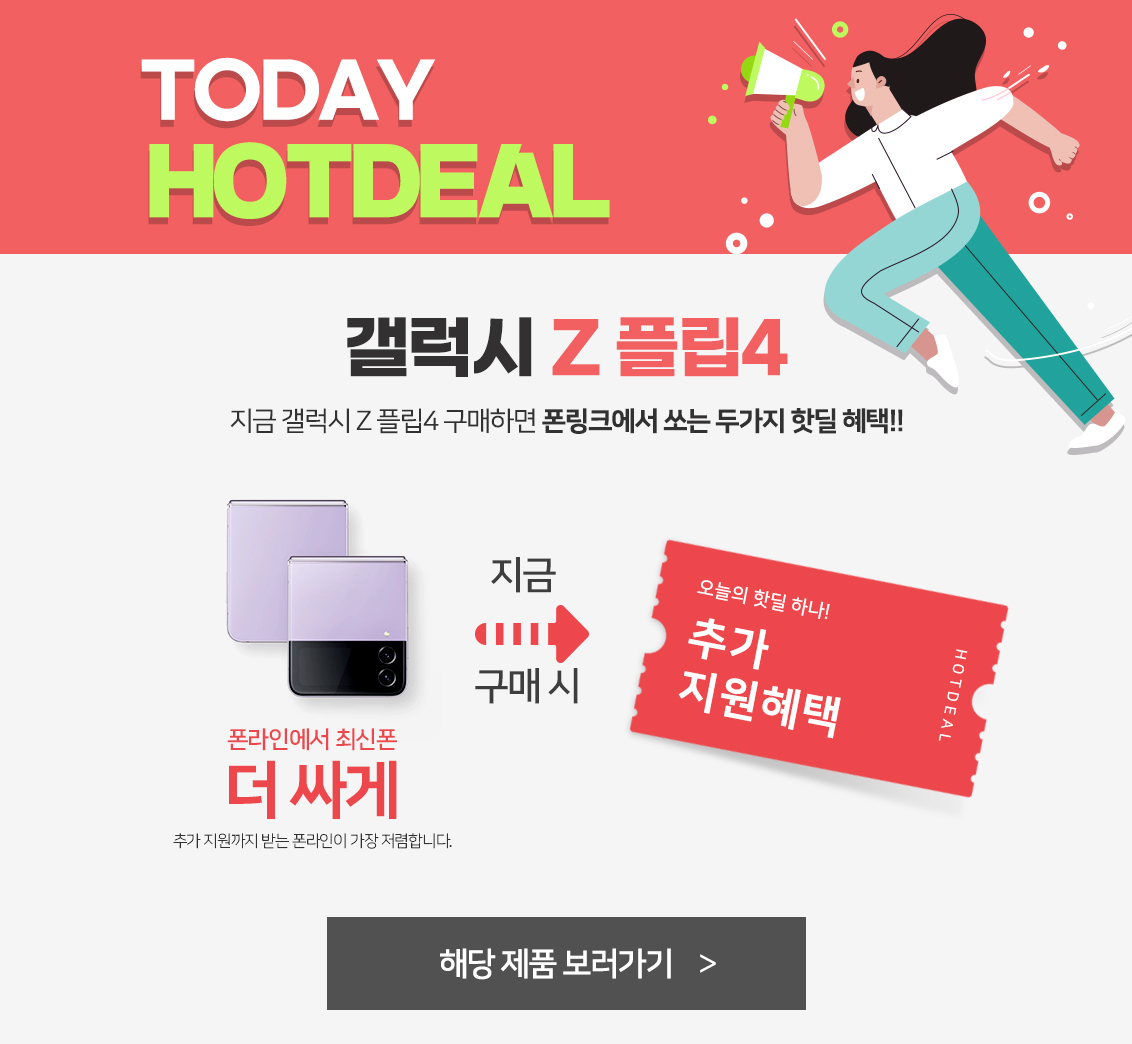 TODAY
HOTDEAL
갤럭시 Z 플립4
지금 갤럭시 Z 플립4 구매하면 폰링크에서 쏘는 두가지 핫딜 혜택!!
지금
구매 시
오늘의 핫딜 하나!
추가
지원혜택
HOTDEAL
폰라인에서 최신폰
더 싸게
추가 지원까지 받는 폰라인이 가장 저렴합니다.
해당 제품 보러가기 >